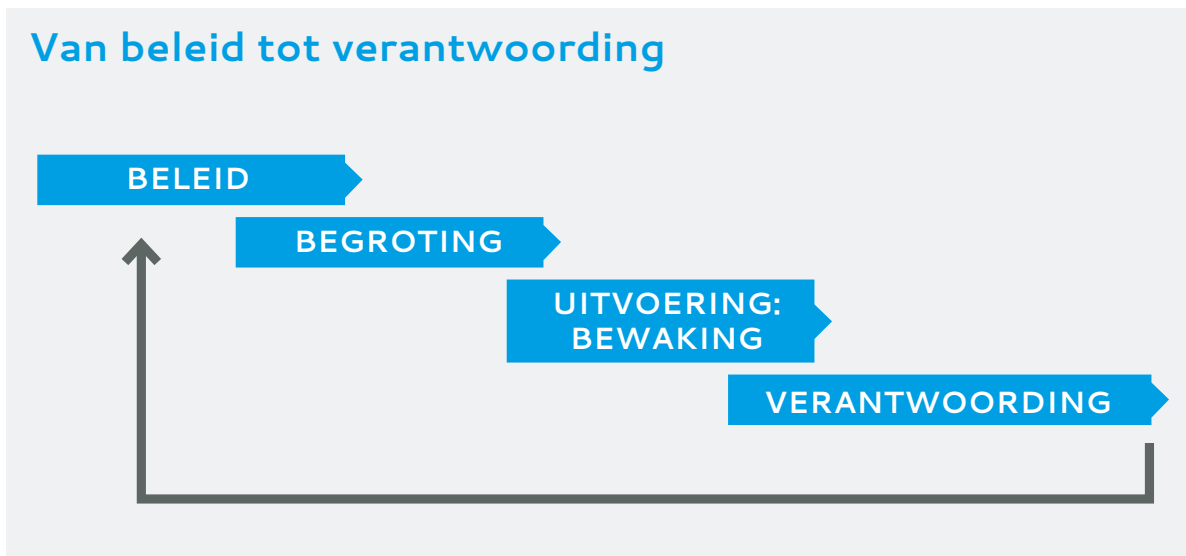 Van beleid tot verantwoording
BELEID
BEGROTING
UITVOERING:
BEWAKING
VERANTWOORDING